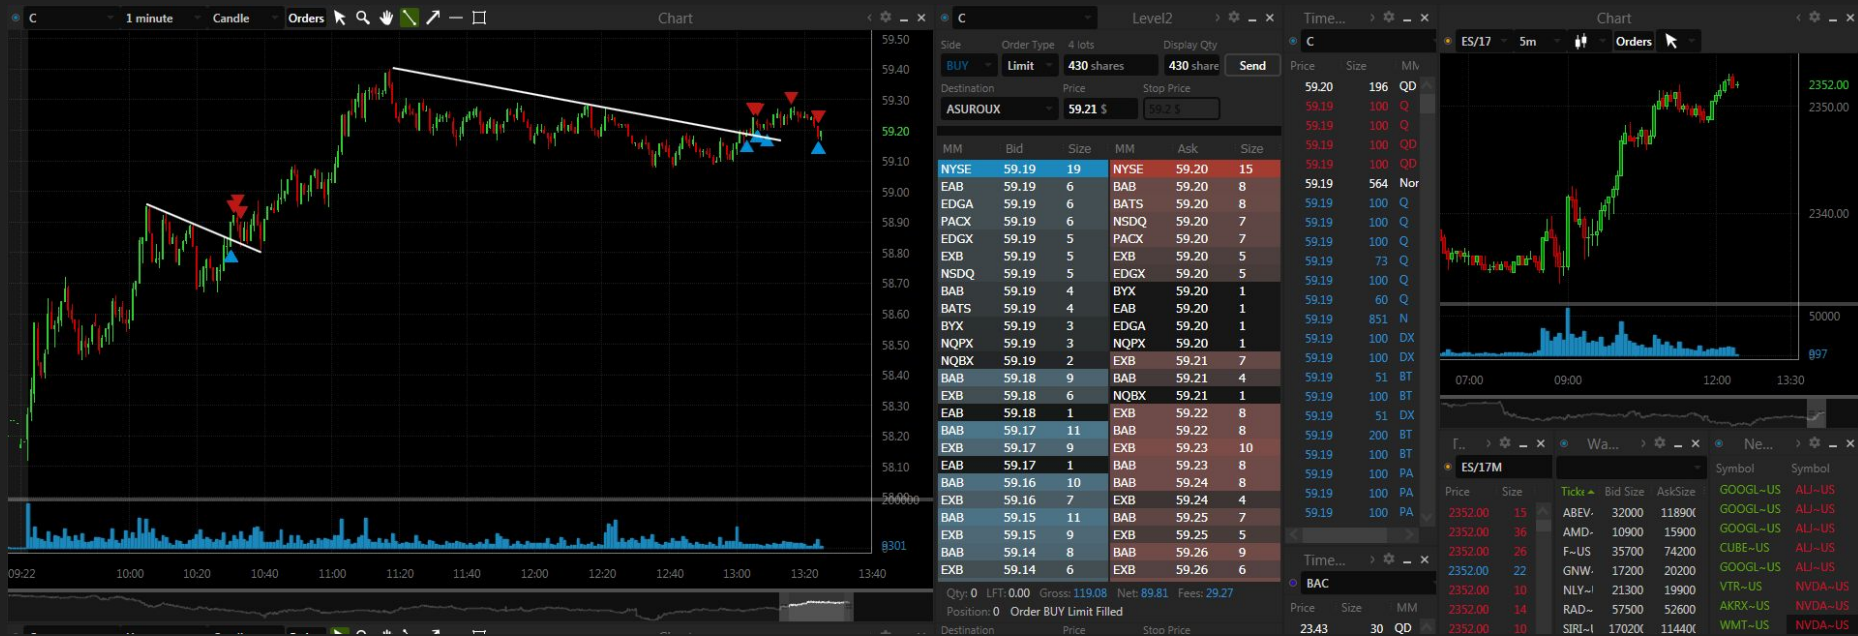 C 1 minute Candle Orders Chart
59.50
59.40
59.30
59.20
59.10
59.00
58.90
58.80
58.70
58.60
58.50
58.40
58.30
58.20
58.10
58.00
200000
9301
09:22 10:00 10:20 10:40 11:00 11:20 11:40 12:00 12:20 12:40 13:00 13:20 13:40
C Level2
Side Order Type 4 lots Display Qty
BUY Limit 430 shares 430 share Send
Destination Price Stop Price
ASUROUX 59.21 $ 59.2 $
MM Bid Size MM Ask Size
NYSE 59.19 19 NYSE 59.20 15
EAB 59.19 6 BAB 59.20 8
EDGA 59.19 6 BATS 59.20 8
PACX 59.19 6 NSDQ 59.20 7
EDGX 59.19 5 PACX 59.20 7
EXB 59.19 5 EXB 59.20 5
NSDQ 59.19 5 EDGX 59.20 5
BAB 59.19 4 BYX 59.20 1
BATS 59.19 4 EAB 59.20 1
BYX 59.19 3 EDGA 59.20 1
NQPX 59.19 3 NQPX 59.20 1
NQBX 59.19 2 EXB 59.21 7
BAB 59.18 9 BAB 59.21 4
EXB 59.18 6 NQBX 59.21 1
EAB 59.18 1 EXB 59.22 8
BAB 59.17 11 BAB 59.22 8
EXB 59.17 9 EXB 59.23 10
EAB 59.17 1 BAB 59.23 8
BAB 59.16 10 BAB 59.24 8
EXB 59.16 7 EXB 59.24 4
BAB 59.15 11 BAB 59.25 7
EXB 59.15 9 EXB 59.25 5
BAB 59.14 8 BAB 59.26 9
EXB 59.14 6 EXB 59.26 6
Qty: 0 LFT: 0.00 Gross: 119.08 Net: 89.81 Fees: 29.27
Position: 0 Order BUY Limit Filled
Destination Price Stop Price
Time...
C
Price Size MM
59.20 196 QD
59.19 100 Q
59.19 100 Q
59.19 100 QD
59.19 100 QD
59.19 564 Nor
59.19 100 Q
59.19 100 Q
59.19 100 Q
59.19 73 Q
59.19 100 Q
59.19 60 Q
59.19 851 N
59.19 100 DX
59.19 100 DX
59.19 51 BT
59.19 100 BT
59.19 51 DX
59.19 200 BT
59.19 100 BT
59.19 100 PA
59.19 100 PA
59.19 100 PA
Time...
BAC
Price Size MM
23.43 30 QD
Chart
ES/17 5m Orders
2352.00
2350.00
2340.00
50000
07:00 09:00 12:00 13:30
T..
ES/17M
Price Size
2352.00 15
2352.00 36
2352.00 26
2352.00 22
2352.00 10
2352.00 14
2352.00 10
Wa...
Ticke Bid Size AskSize
ABEV- 32000 11890
AMD- 10900 15900
F~US 35700 74200
GNW- 17200 20200
NLY~ 21300 19900
RAD~ 57500 52600
SIRI~ 17020 11440
Ne...
Symbol Symbol
GOOGL~US ALJ~US
GOOGL~US ALJ~US
GOOGL~US ALJ~US
CUBE~US ALJ~US
GOOGL~US ALJ~US
VTR~US NVDA~US
AKRX~US NVDA~US
WMT~US NVDA~US